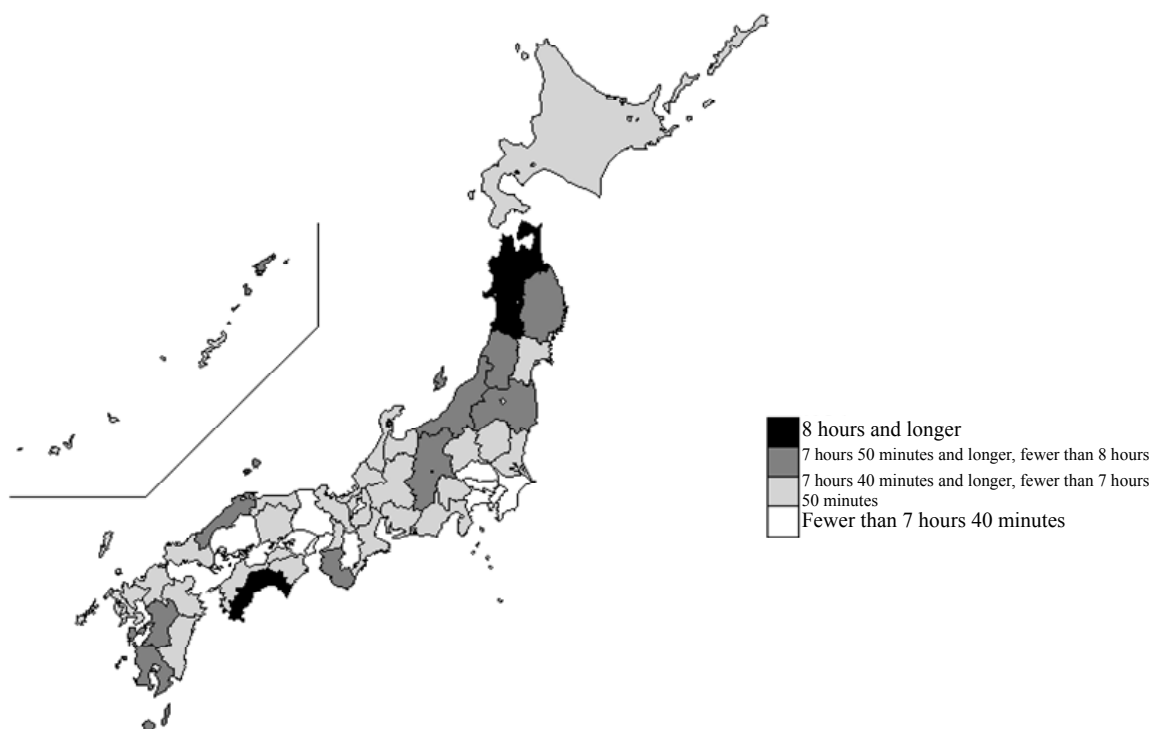 8 hours and longer
7 hours 50 minutes and longer, fewer than 8 hours
7 hours 40 minutes and longer, fewer than 7 hours
50 minutes
Fewer than 7 hours 40 minutes